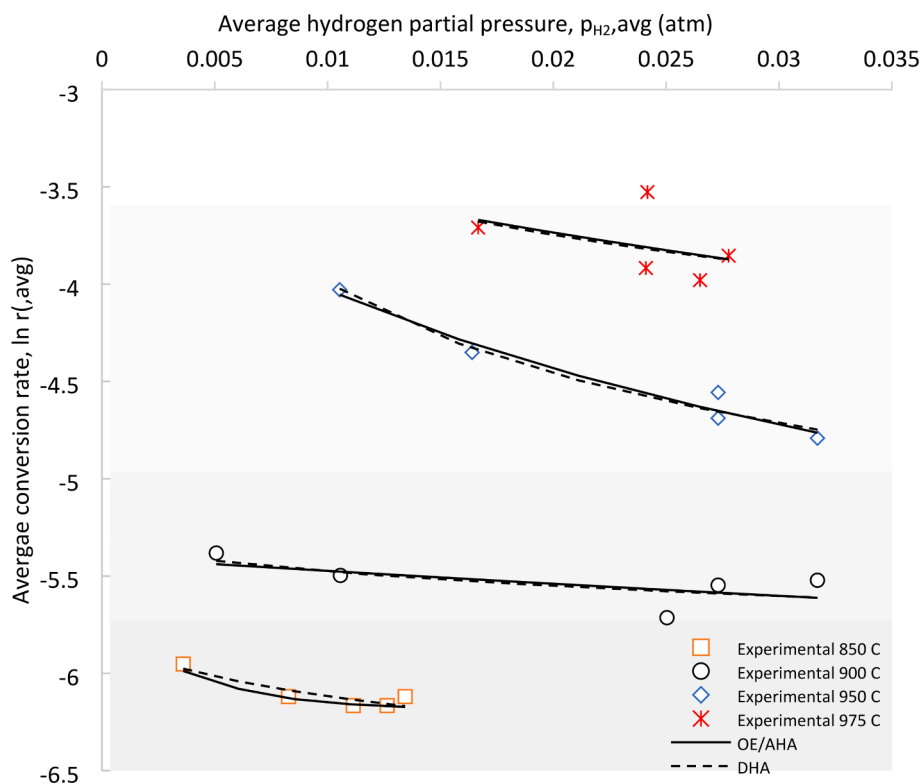 Average hydrogen partial pressure, pH2,avg (atm)
0 0.005 0.01 0.015 0.02 0.025 0.03 0.035
Avergae conversion rate, ln r(,avg)
-3
-3.5
-4
-4.5
-5
-5.5
-6
-6.5
Experimental 850 C
Experimental 900 C
Experimental 950 C
Experimental 975 C
OE/AHA
DHA